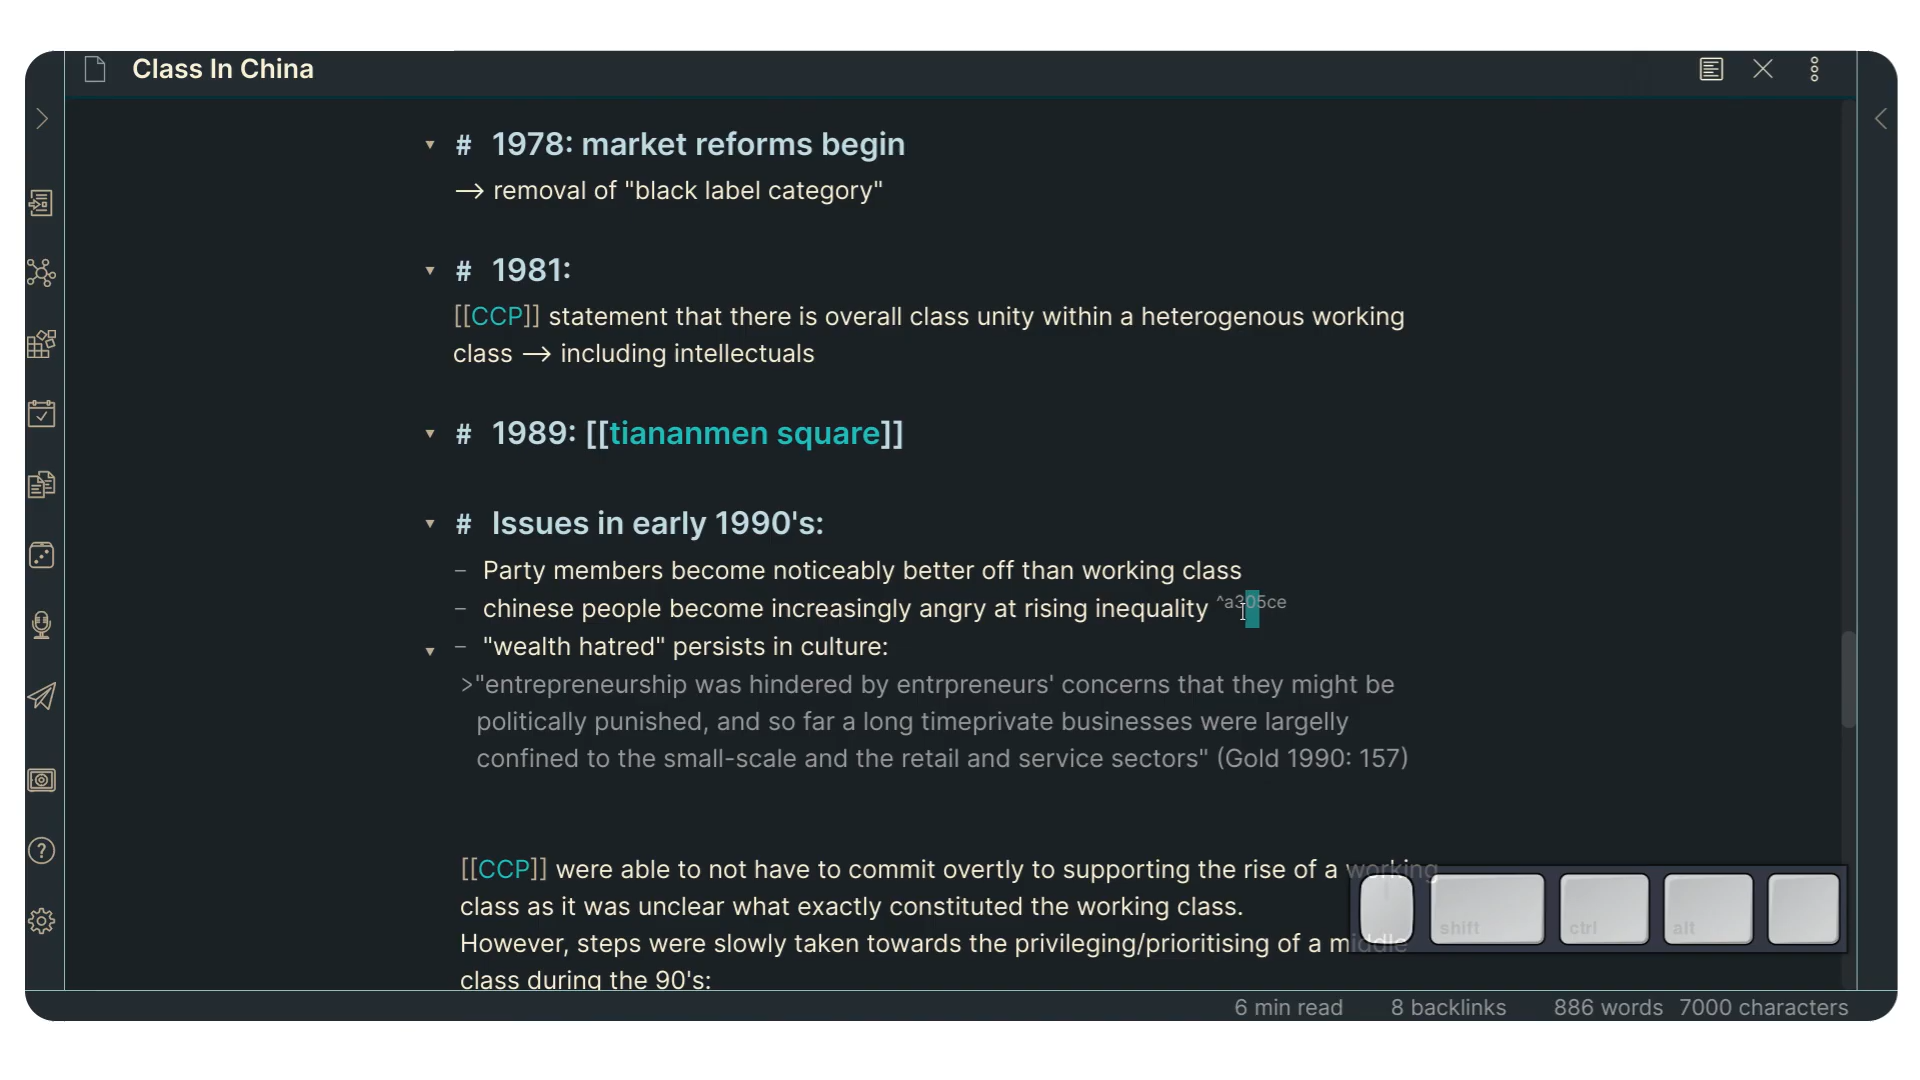 Class In China
# 1978: market reforms begin
⟶ removal of "black label category"
# 1981:
[[CCP]] statement that there is overall class unity within a heterogenous working
class ⟶ including intellectuals
# 1989: [[tiananmen square]]
# Issues in early 1990's:
– Party members become noticeably better off than working class
– chinese people become increasingly angry at rising inequality ^a305ce
– "wealth hatred" persists in culture:
>"entrepreneurship was hindered by entrpreneurs' concerns that they might be
politically punished, and so far a long timeprivate businesses were largelly
confined to the small-scale and the retail and service sectors" (Gold 1990: 157)
[[CCP]] were able to not have to commit overtly to supporting the rise of a working
class as it was unclear what exactly constituted the working class.
However, steps were slowly taken towards the privileging/prioritising of a middle
class during the 90's:
shift ctrl alt
6 min read 8 backlinks 886 words 7000 characters